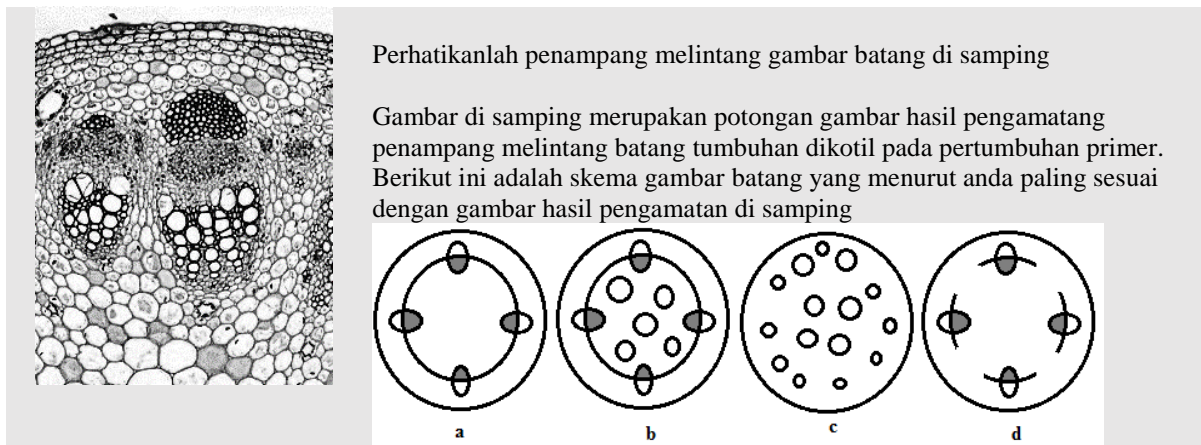 Perhatikanlah penampang melintang gambar batang di samping
Gambar di samping merupakan potongan gambar hasil pengamatang
penampang melintang batang tumbuhan dikotil pada pertumbuhan primer.
Berikut ini adalah skema gambar batang yang menurut anda paling sesuai
dengan gambar hasil pengamatan di samping
a b c d